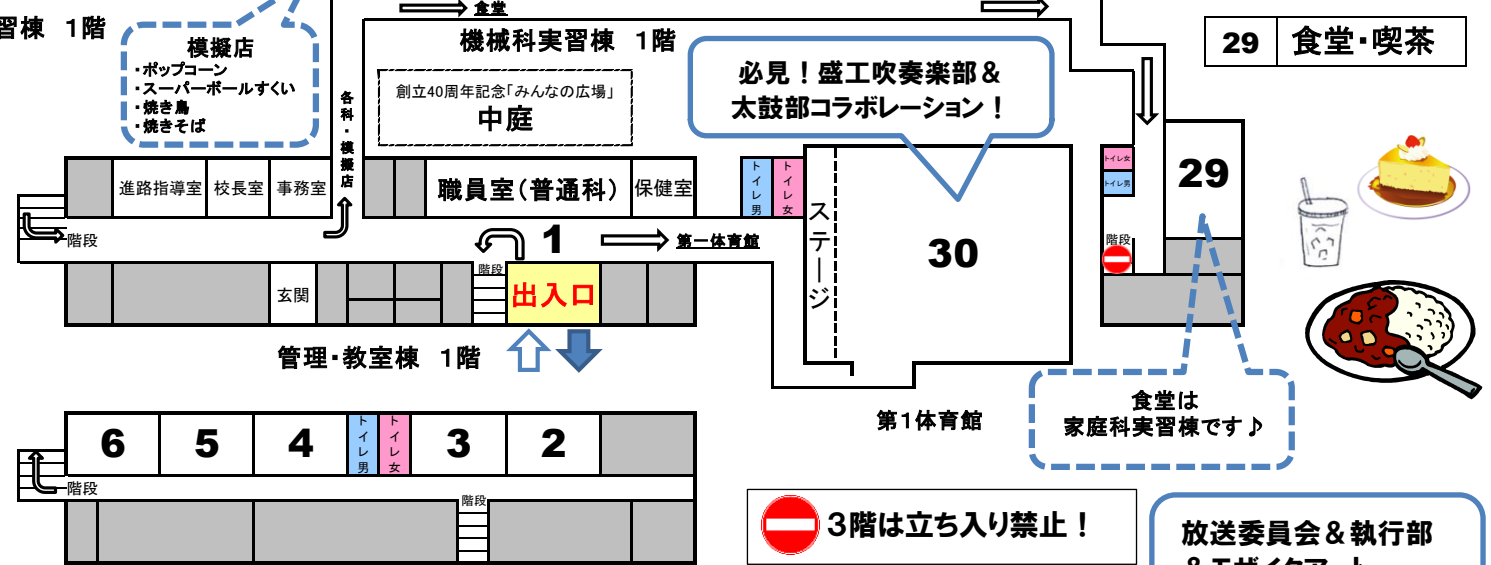 食堂
習棟　1階
機械科実習棟　1階
模擬店
・ポップコーン
・スーパーボールすくい
・焼き鳥
・焼きそば
各科・模擬店
創立40周年記念「みんなの広場」
中庭
必見！盛工吹奏楽部＆
太鼓部コラボレーション！
29 食堂・喫茶
進路指導室 校長室 事務室
職員室（普通科） 保健室
トイレ男 トイレ女
ステージ
30
トイレ女
トイレ男
29
階段
階段
1
第一体育館
階段
玄関
出入口
管理・教室棟　1階
第1体育館
食堂は
家庭科実習棟です♪
6 5 4 トイレ男 トイレ女 3 2
階段
階段
３階は立ち入り禁止！
放送委員会＆執行部
＆モザイクアート